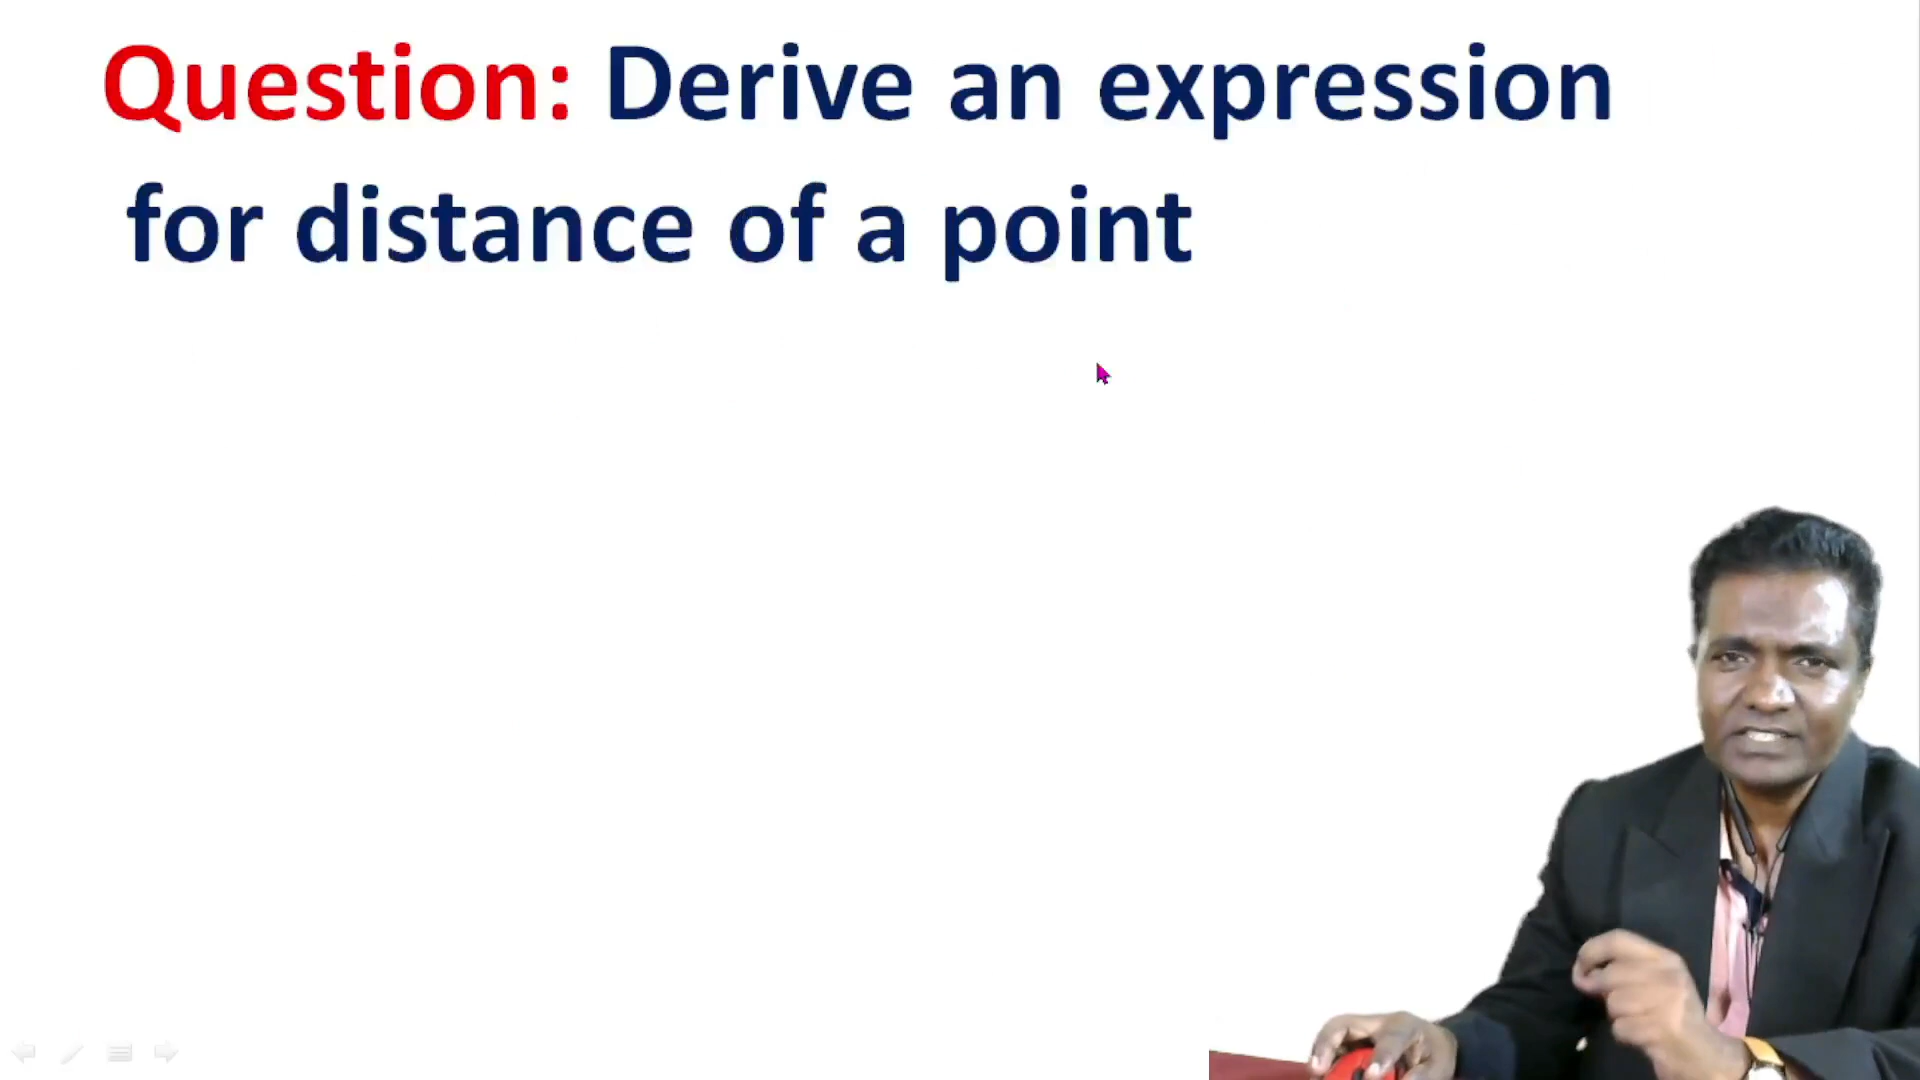 Question: Derive an expression
for distance of a point